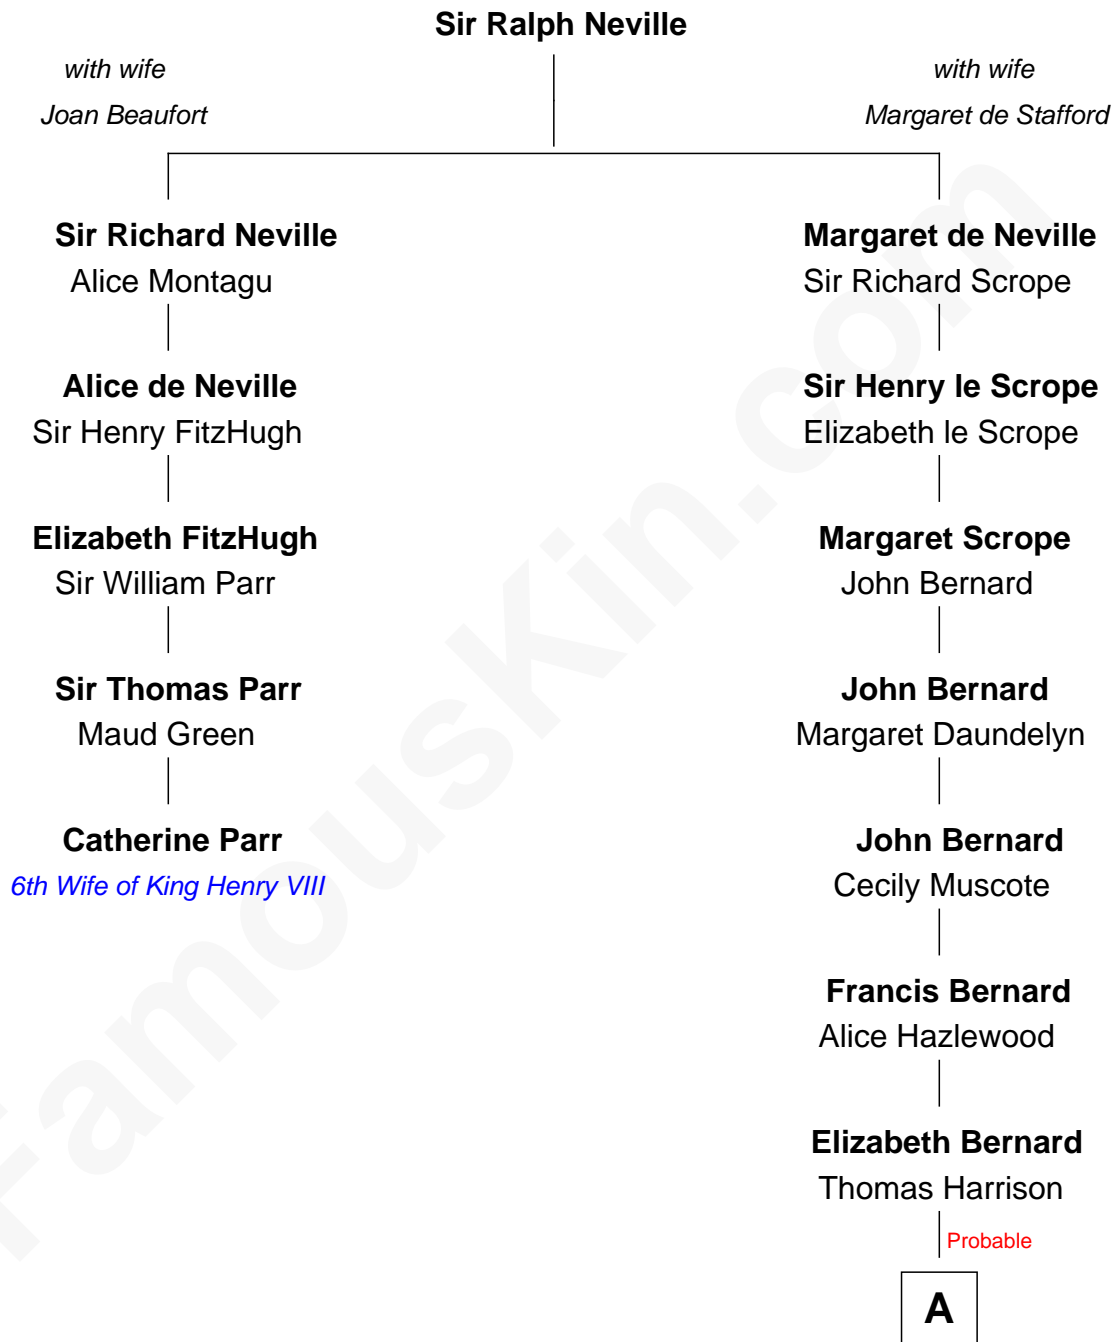 Sir Ralph Neville
with wife
Joan Beaufort
with wife
Margaret de Stafford
Sir Richard Neville
Alice Montagu
Margaret de Neville
Sir Richard Scrope
Alice de Neville
Sir Henry FitzHugh
Sir Henry le Scrope
Elizabeth le Scrope
Elizabeth FitzHugh
Sir William Parr
Margaret Scrope
John Bernard
Sir Thomas Parr
Maud Green
John Bernard
Margaret Daundelyn
Catherine Parr
6th Wife of King Henry VIII
John Bernard
Cecily Muscote
Francis Bernard
Alice Hazlewood
Elizabeth Bernard
Thomas Harrison
Probable
A
FamousKin.com